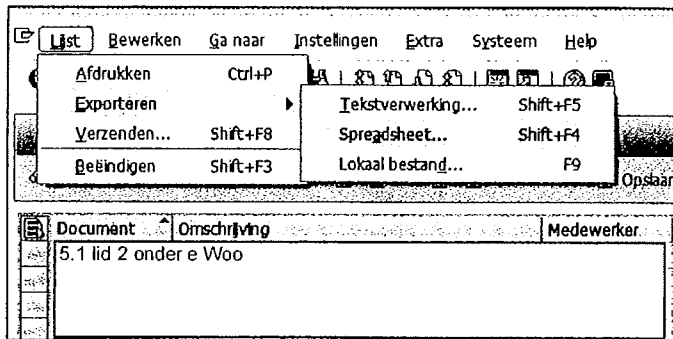 Lijst Bewerken Ga naar Instellingen Extra Systeem Help
Afdrukken Ctrl+P
Exporteren
Verzenden... Shift+F8
Beëindigen Shift+F3
Tekstverwerking... Shift+F5
Spreadsheet... Shift+F4
Lokaal bestand... F9
Opslaan
Document Omschrijving Medewerker
5.1 lid 2 onder e Woo